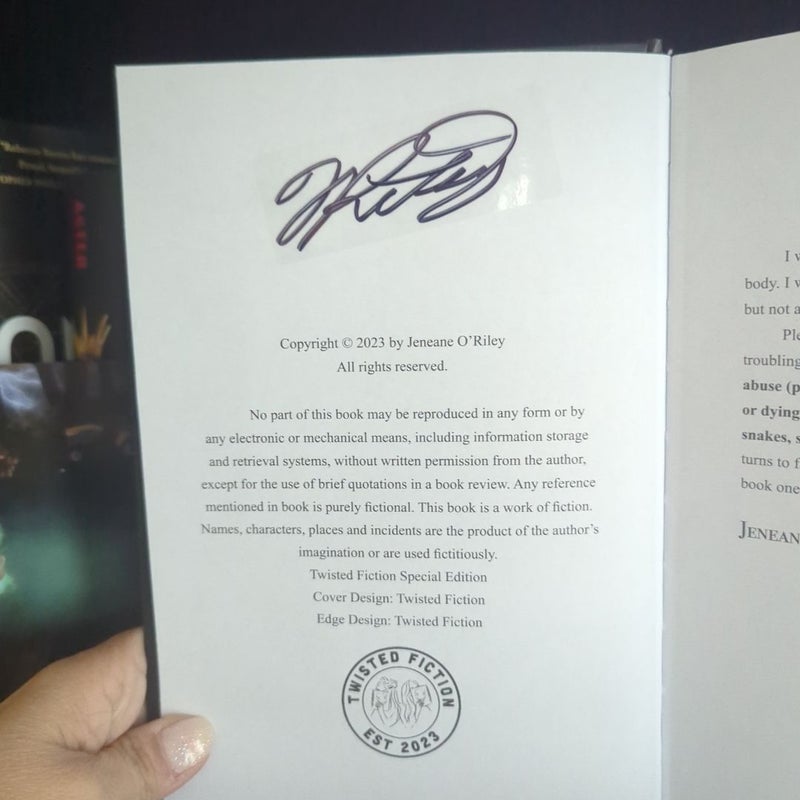 Copyright © 2023 by Jeneane O'Riley
All rights reserved.
No part of this book may be reproduced in any form or by
any electronic or mechanical means, including information storage
and retrieval systems, without written permission from the author,
except for the use of brief quotations in a book review. Any reference
mentioned in book is purely fictional. This book is a work of fiction.
Names, characters, places and incidents are the product of the author's
imagination or are used fictitiously.
Twisted Fiction Special Edition
Cover Design: Twisted Fiction
Edge Design: Twisted Fiction
TWISTED FICTION
EST 2023
I
body. I
but not
troubling
abuse
or dying
snakes,
turns to
book one